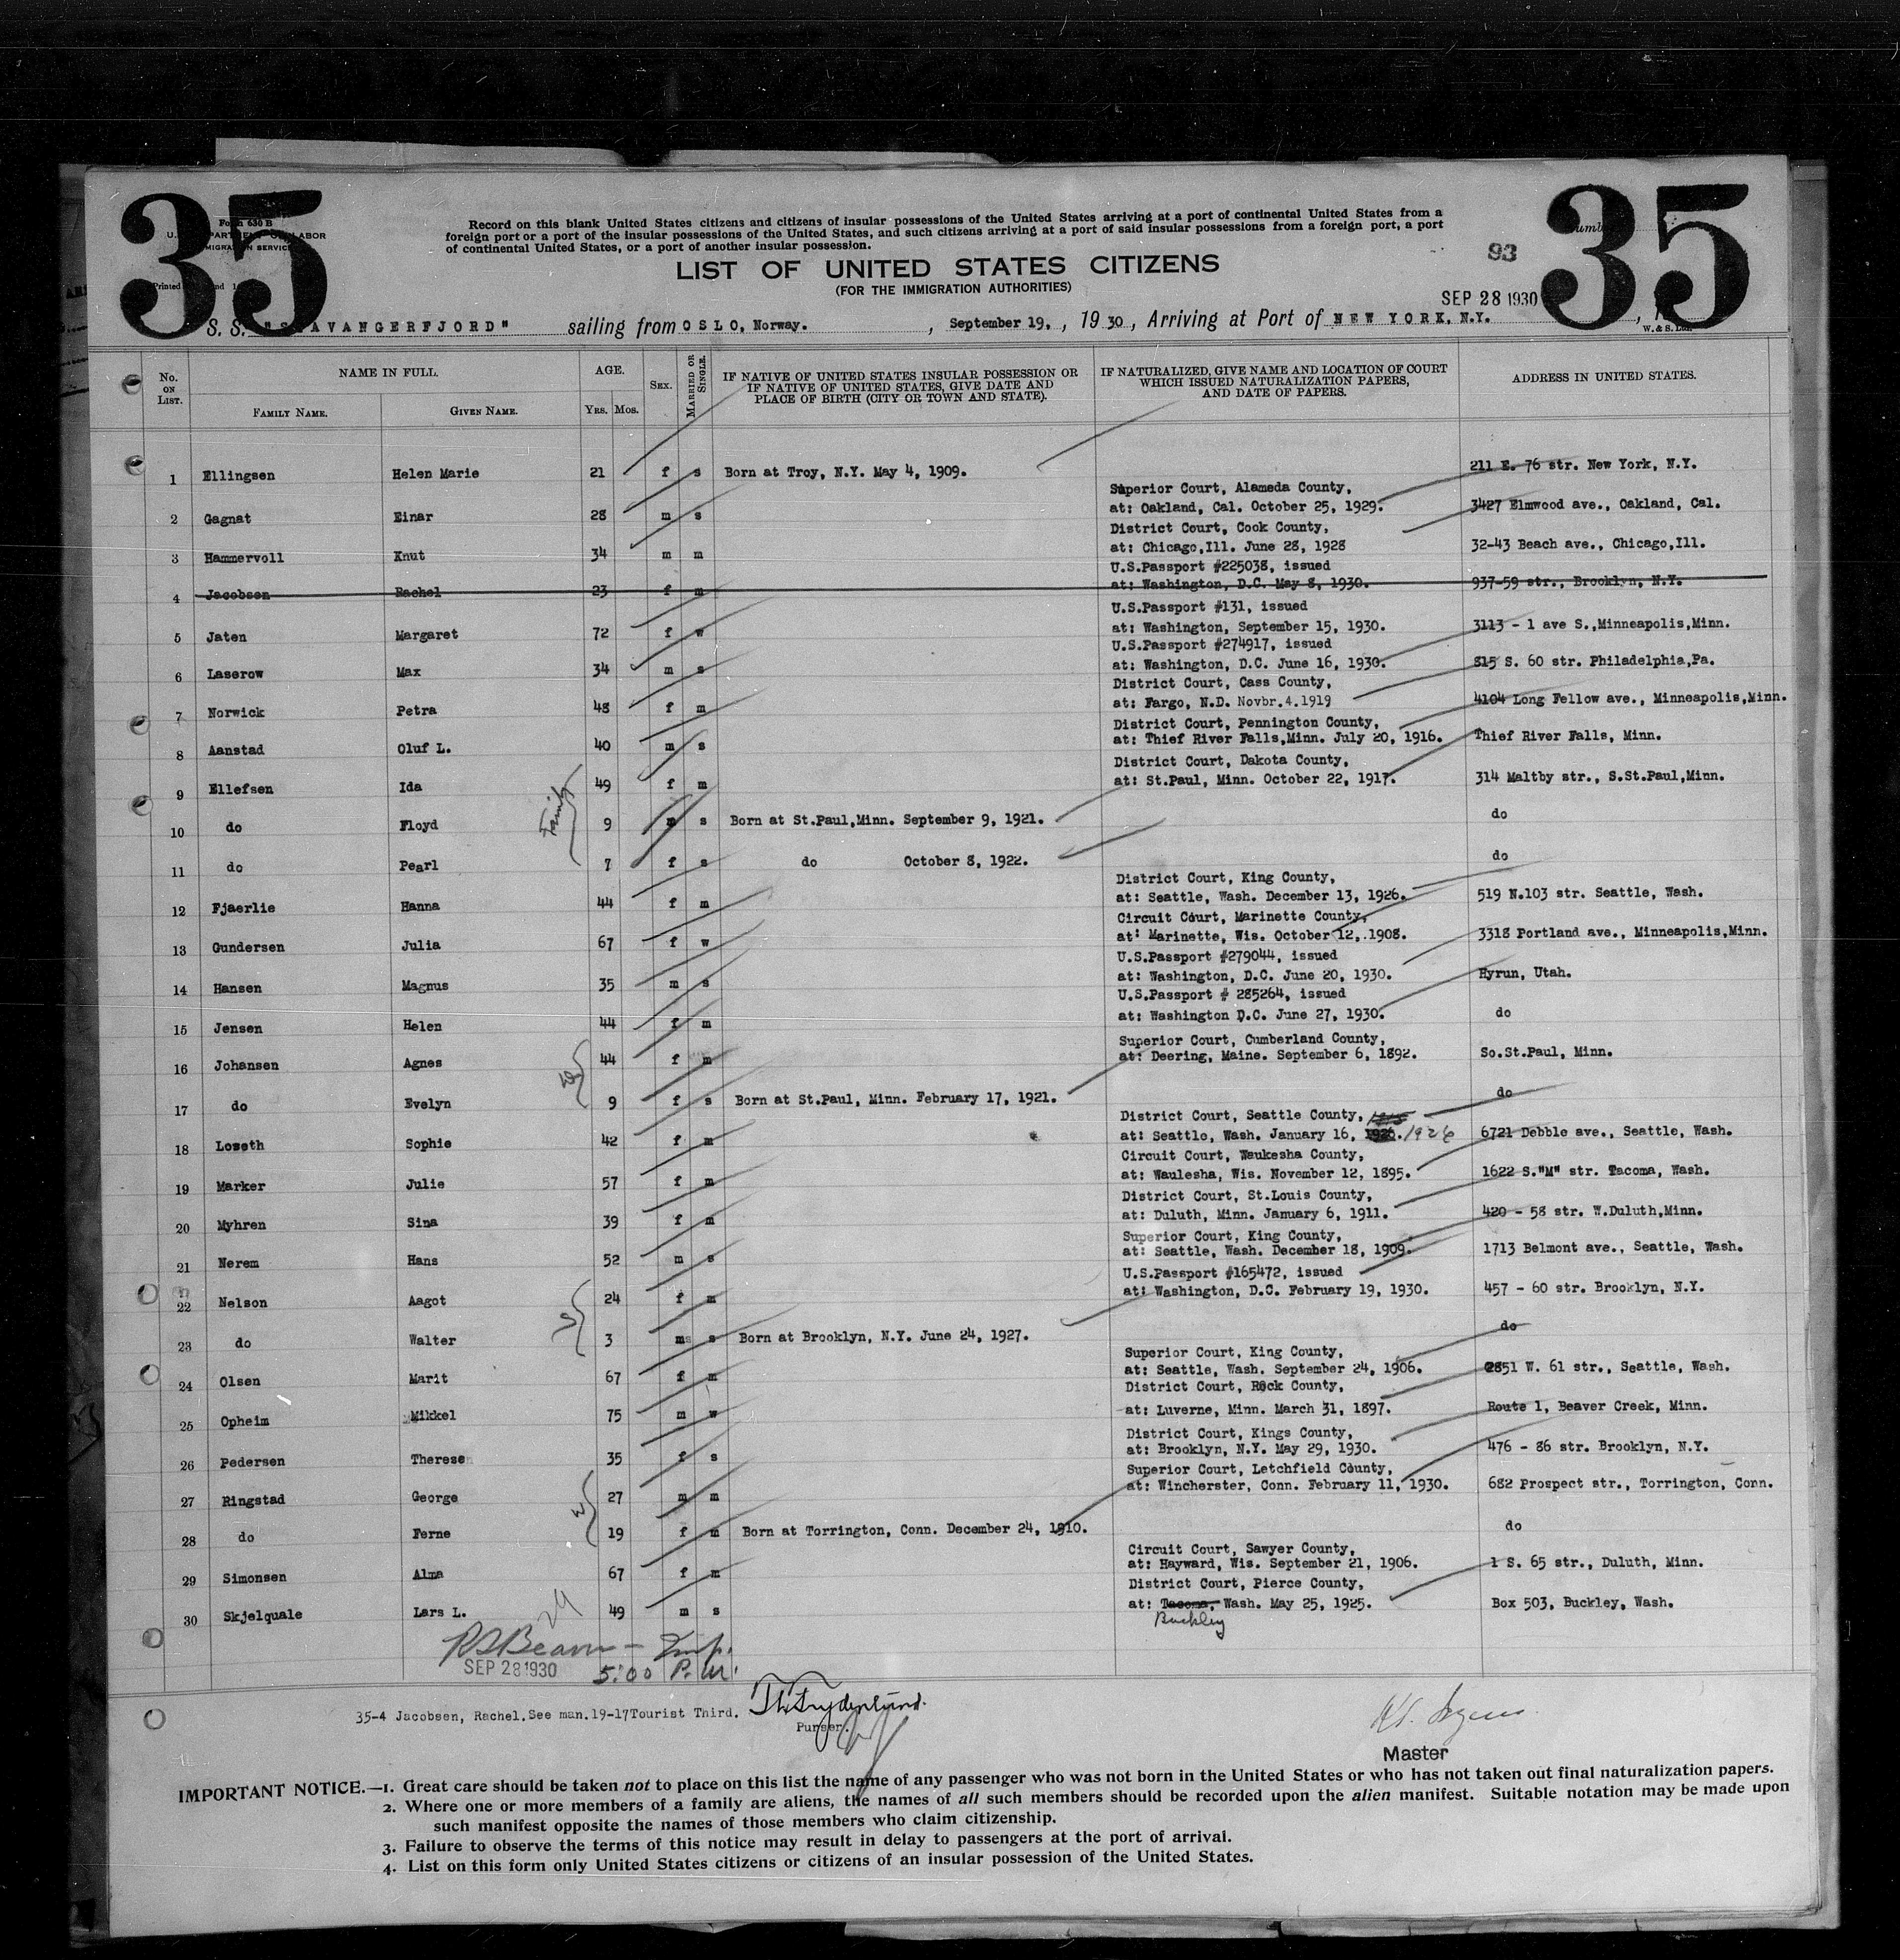 35 35
Form 630 B
U. S. DEPARTMENT OF LABOR
IMMIGRATION SERVICE
Record on this blank United States citizens and citizens of insular possessions of the United States arriving at a port of continental United States from a
foreign port or a port of the insular possessions of the United States, and such citizens arriving at a port of said insular possessions from a foreign port, a port
of continental United States, or a port of another insular possession.
93
LIST OF UNITED STATES CITIZENS
(FOR THE IMMIGRATION AUTHORITIES)
SEP 28 1930
S. S. "STAVANGERFJORD" sailing from OSLO, Norway. , September 19, , 1930, Arriving at Port of NEW YORK, N.Y.
W. & S. Ltd.
No. ON LIST. NAME IN FULL. AGE. SEX. MARRIED OR SINGLE. IF NATIVE OF UNITED STATES INSULAR POSSESSION OR IF NATIVE OF UNITED STATES, GIVE DATE AND PLACE OF BIRTH (CITY OR TOWN AND STATE). IF NATURALIZED, GIVE NAME AND LOCATION OF COURT WHICH ISSUED NATURALIZATION PAPERS, AND DATE OF PAPERS. ADDRESS IN UNITED STATES.
FAMILY NAME. GIVEN NAME. YRS. MOS.
1 Ellingsen Helen Marie 21 f s Born at Troy, N.Y. May 4, 1909. 211 E. 76 str. New York, N.Y.
Superior Court, Alameda County,
2 Gagnat Einar 28 m s at: Oakland, Cal. October 25, 1929. 3427 Elmwood ave., Oakland, Cal.
District Court, Cook County,
3 Hammervoll Knut 34 m m at: Chicago,Ill. June 28, 1928 32-43 Beach ave., Chicago,Ill.
U.S.Passport #225038, issued
4 Jacobsen Rachel 23 f m at: Washington, D.C. May 8, 1930. 937-59 str., Brooklyn, N.Y.
U.S.Passport #131, issued
5 Jaten Margaret 72 f w at: Washington, September 15, 1930. 3113 - 1 ave S.,Minneapolis,Minn.
U.S.Passport #274917, issued
6 Laserow Max 34 m s at: Washington, D.C. June 16, 1930. 815 S. 60 str. Philadelphia,Pa.
District Court, Cass County,
7 Norwick Petra 48 f m at: Fargo, N.D. Novbr.4.1919 4104 Long Fellow ave., Minneapolis,Minn.
District Court, Pennington County,
8 Aanstad Oluf L. 40 m s at: Thief River Falls,Minn. July 20, 1916. Thief River Falls, Minn.
District Court, Dakota County,
9 Ellefsen Ida 49 f m at: St.Paul, Minn. October 22, 1917. 314 Maltby str., S.St.Paul,Minn.
Family
10 do Floyd 9 m s Born at St.Paul,Minn. September 9, 1921. do
11 do Pearl 7 f s do October 8, 1922. do
District Court, King County,
12 Fjaerlie Hanna 44 f m at: Seattle, Wash. December 13, 1926. 519 N.103 str. Seattle, Wash.
Circuit Court, Marinette County,
13 Gundersen Julia 67 f w at: Marinette, Wis. October 12, 1908. 3318 Portland ave., Minneapolis,Minn.
U.S.Passport #279044, issued
14 Hansen Magnus 35 m s at: Washington, D.C. June 20, 1930. Hyrun, Utah.
U.S.Passport # 285264, issued
15 Jensen Helen 44 f m at: Washington D.C. June 27, 1930. do
Superior Court, Cumberland County,
16 Johansen Agnes 44 f m at: Deering, Maine. September 6, 1892. So.St.Paul, Minn.
17 do Evelyn 9 f s Born at St.Paul, Minn. February 17, 1921. do
District Court, Seattle County,
18 Loseth Sophie 42 f m at: Seattle, Wash. January 16, 1926. 1926 6721 Debble ave., Seattle, Wash.
Circuit Court, Waukesha County,
19 Marker Julie 57 f m at: Waulesha, Wis. November 12, 1895. 1622 S."M" str. Tacoma, Wash.
District Court, St.Louis County,
20 Myhren Sina 39 f m at: Duluth, Minn. January 6, 1911. 420 - 58 str. W.Duluth,Minn.
Superior Court, King County,
21 Nerem Hans 52 m s at: Seattle, Wash. December 18, 1909. 1713 Belmont ave., Seattle, Wash.
U.S.Passport #165472, issued
22 Nelson Aagot 24 f m at: Washington, D.C. February 19, 1930. 457 - 60 str. Brooklyn, N.Y.
23 do Walter 3 m s Born at Brooklyn, N.Y. June 24, 1927. do
Superior Court, King County,
24 Olsen Marit 67 f m at: Seattle, Wash. September 24, 1906. 2851 W. 61 str., Seattle, Wash.
District Court, Rock County,
25 Opheim Mikkel 75 m w at: Luverne, Minn. March 31, 1897. Route 1, Beaver Creek, Minn.
District Court, Kings County,
26 Pedersen Therese 35 f s at: Brooklyn, N.Y. May 29, 1930. 476 - 86 str. Brooklyn, N.Y.
Superior Court, Letchfield County,
27 Ringstad George 27 m m at: Wincherster, Conn. February 11, 1930. 682 Prospect str., Torrington, Conn.
28 do Ferne 19 f m Born at Torrington, Conn. December 24, 1910. do
Circuit Court, Sawyer County,
29 Simonsen Alma 67 f m at: Hayward, Wis. September 21, 1906. 1 S. 65 str., Duluth, Minn.
District Court, Pierce County,
30 Skjelquale Lars L. 49 m s at: Tacoma, Wash. May 25, 1925. Box 503, Buckley, Wash.
Buckley
29
RSBeam - Insp.
SEP 28 1930 5:00 P.M.
35-4 Jacobsen, Rachel.See man.19-17Tourist Third.
Purser.
Master
IMPORTANT NOTICE.—1. Great care should be taken not to place on this list the name of any passenger who was not born in the United States or who has not taken out final naturalization papers.
2. Where one or more members of a family are aliens, the names of all such members should be recorded upon the alien manifest. Suitable notation may be made upon
such manifest opposite the names of those members who claim citizenship.
3. Failure to observe the terms of this notice may result in delay to passengers at the port of arrival.
4. List on this form only United States citizens or citizens of an insular possession of the United States.